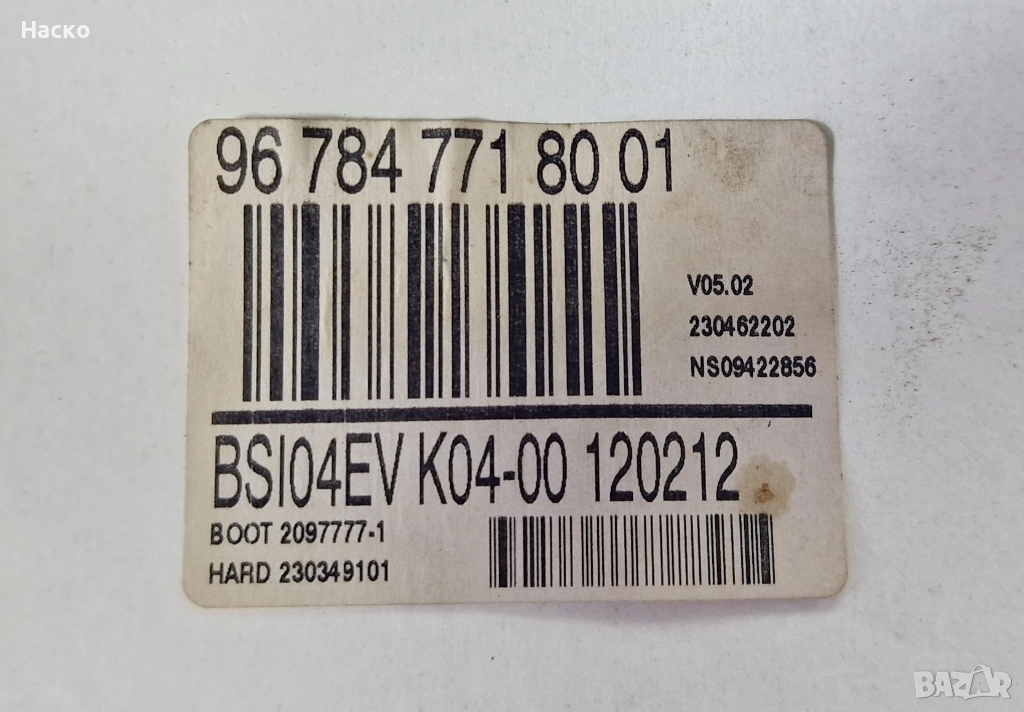 Наско
96 784 771 80 01
V05.02
230462202
NS09422856
BSI04EV K04-00 120212
BOOT 2097777-1
HARD 230349101
BAZAR